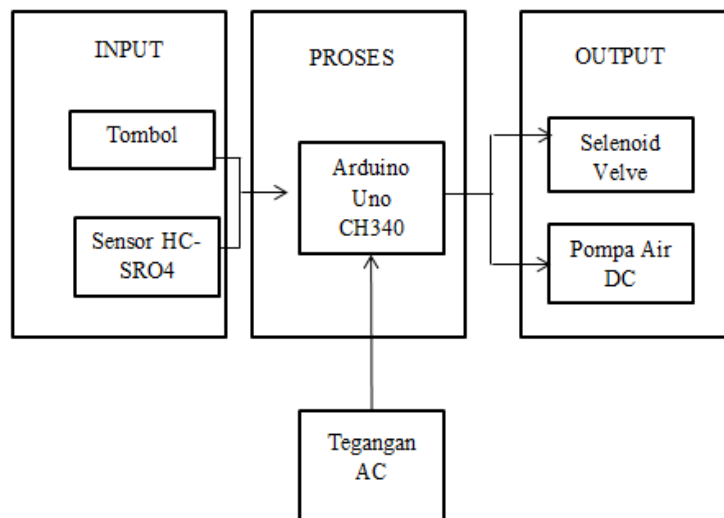 INPUT
Tombol
Sensor HC-
SRO4
PROSES
Arduino
Uno
CH340
OUTPUT
Selenoid
Velve
Pompa Air
DC
Tegangan
AC